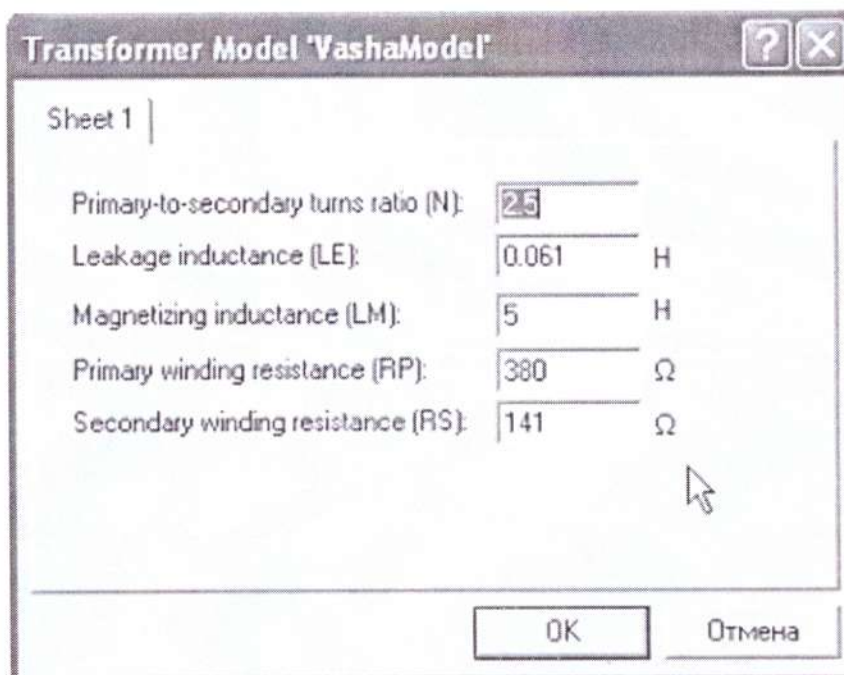 Transformer Model 'VashaModel'
Sheet 1
Primary-to-secondary turns ratio (N): 2.5
Leakage inductance (LE): 0.061 H
Magnetizing inductance (LM): 5 H
Primary winding resistance (RP): 380 Ω
Secondary winding resistance (RS): 141 Ω
OK Отмена